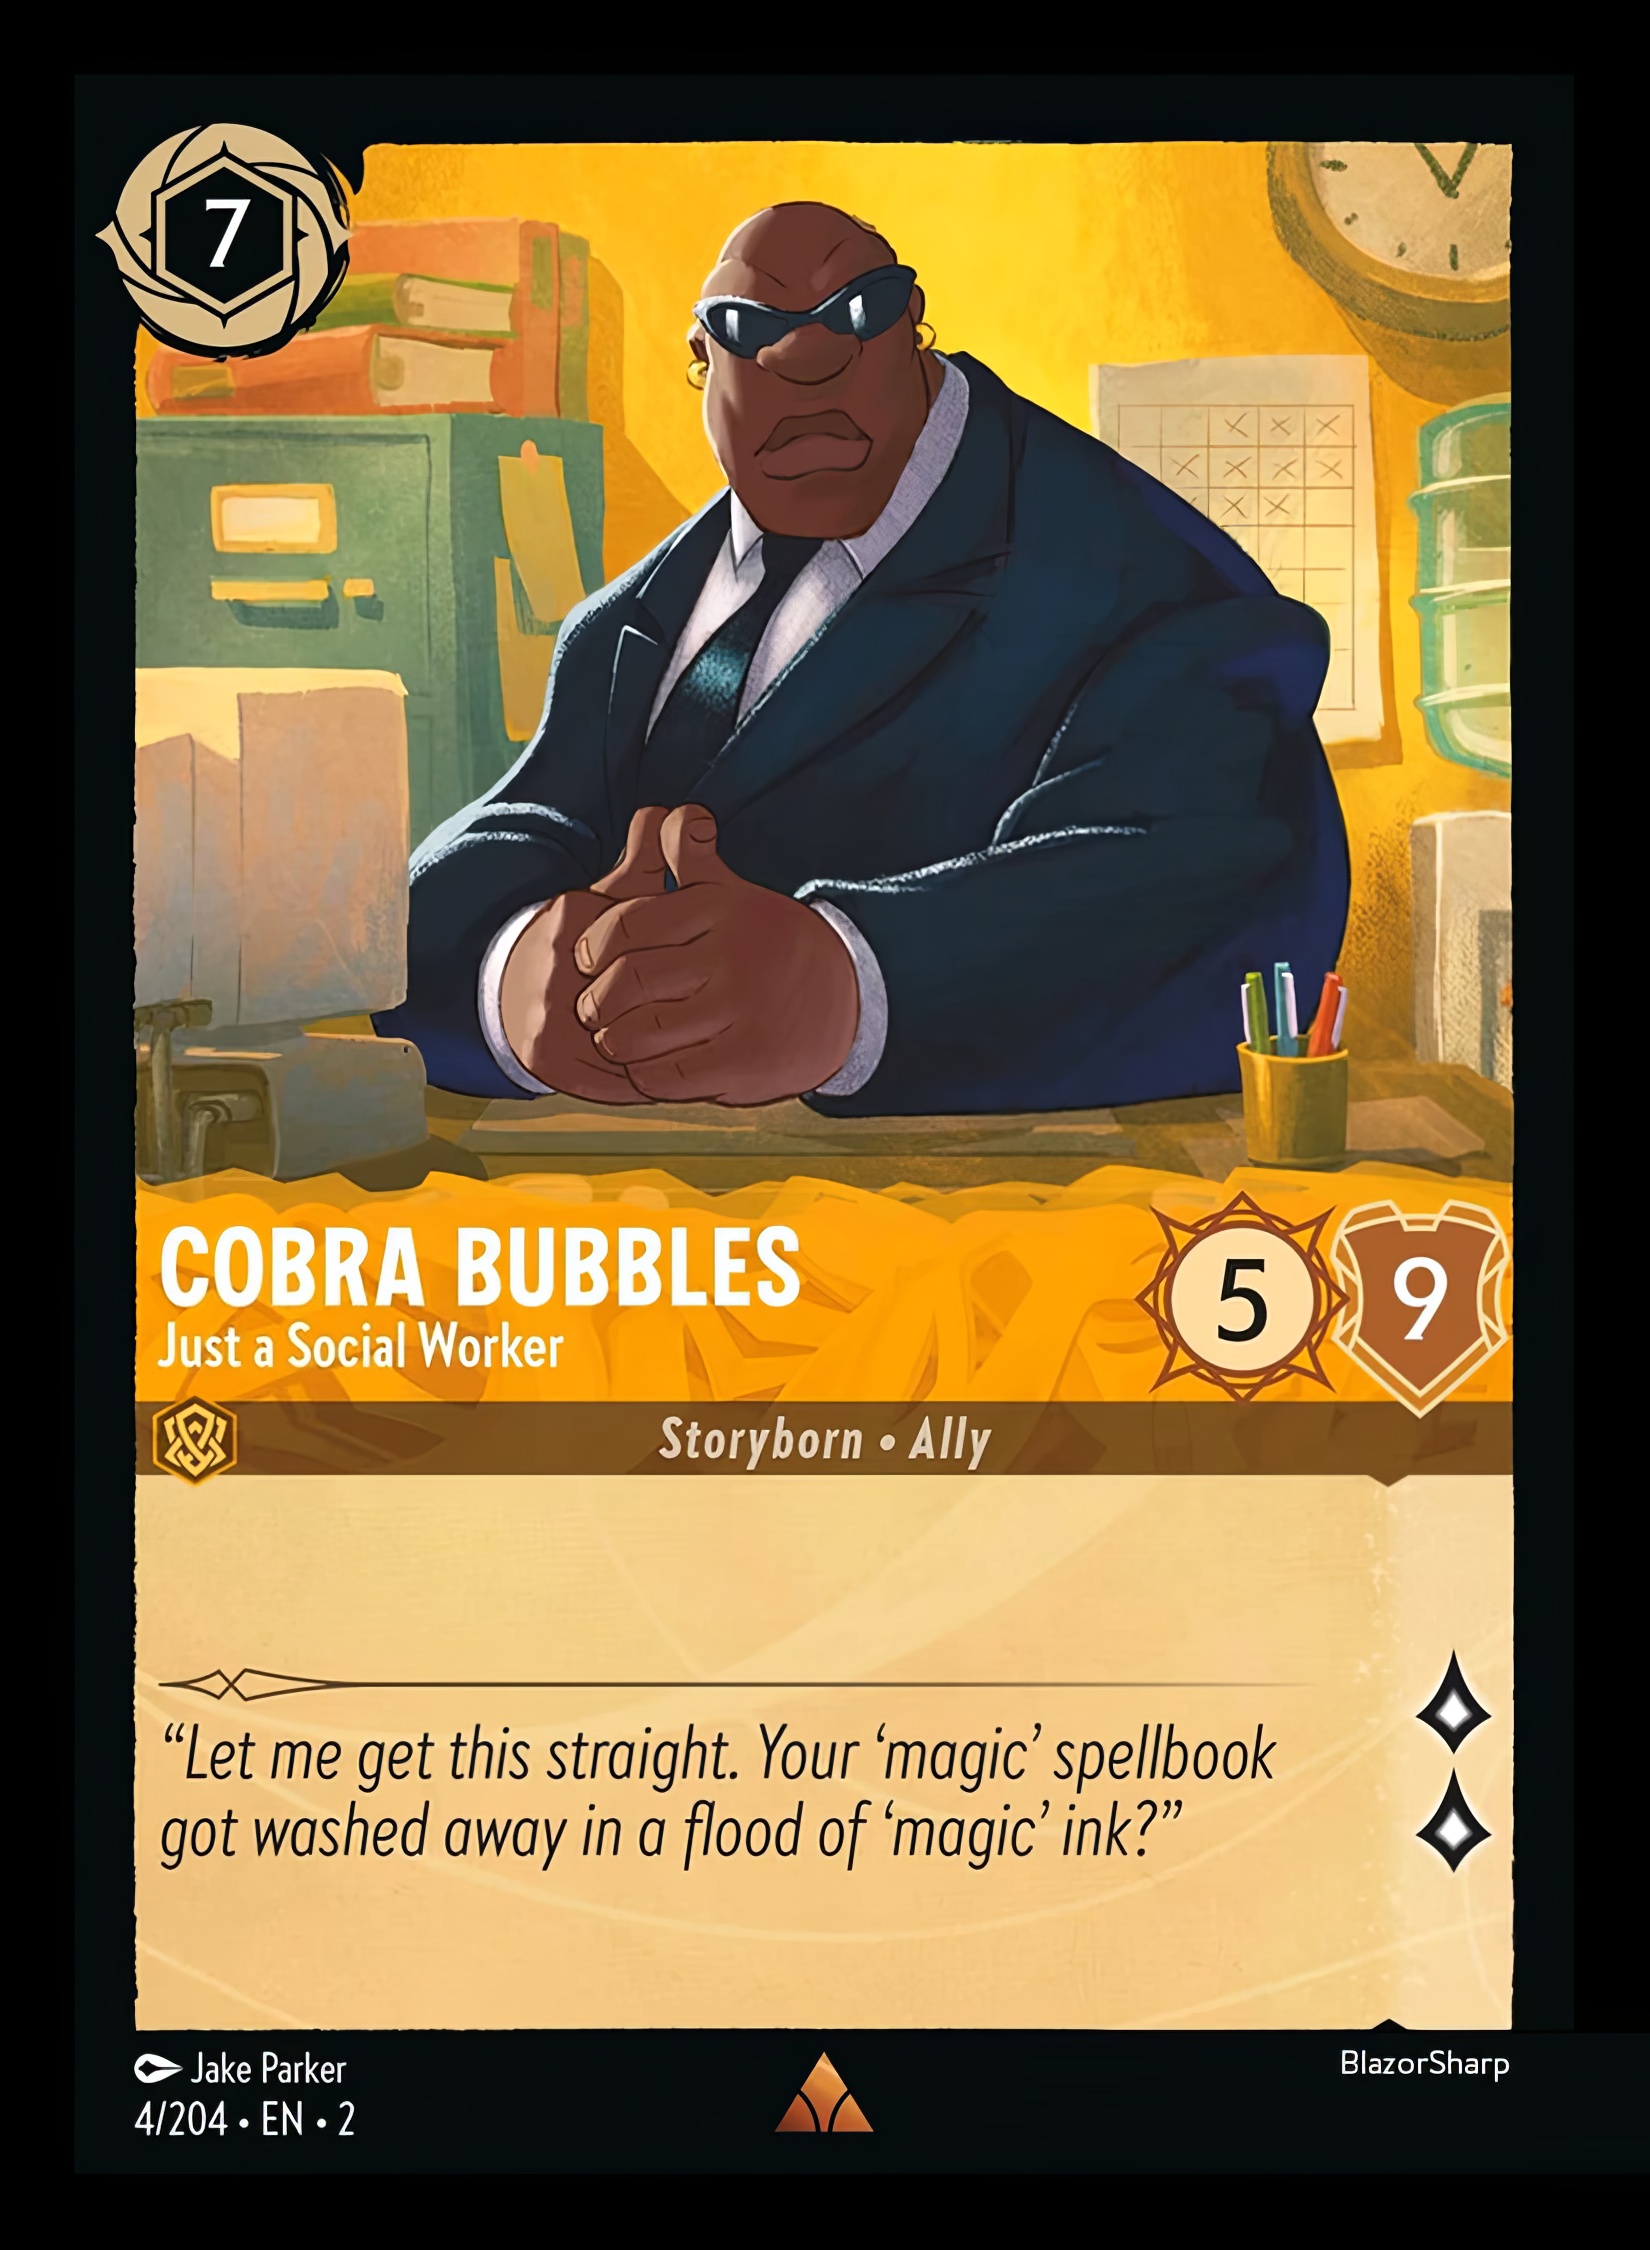 7
COBRA BUBBLES
Just a Social Worker
5
9
Storyborn • Ally
“Let me get this straight. Your ‘magic’ spellbook
got washed away in a flood of ‘magic’ ink?”
Jake Parker
BlazorSharp
4/204 • EN • 2